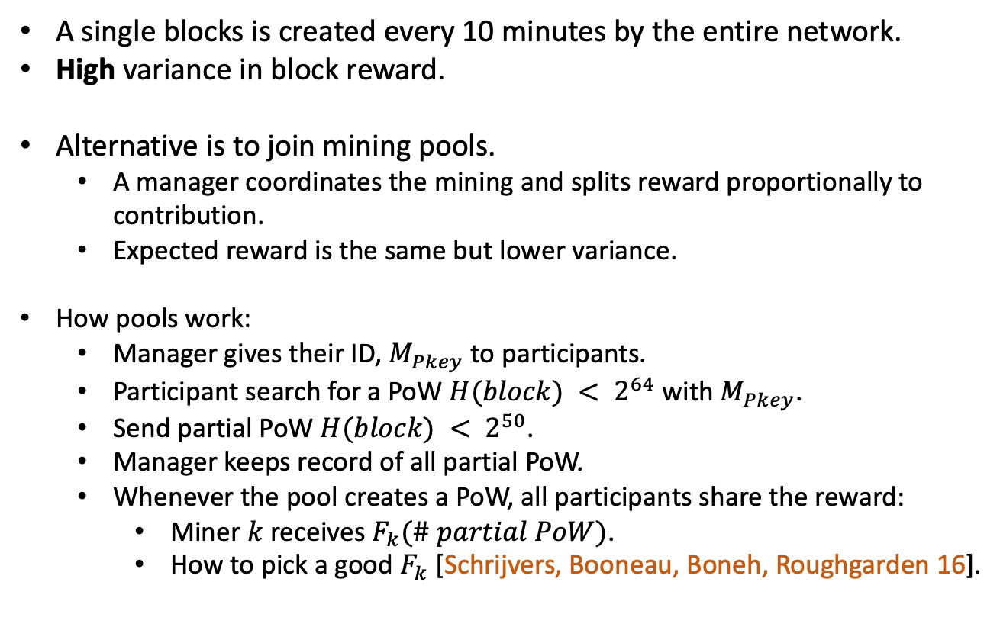 • A single blocks is created every 10 minutes by the entire network.
• High variance in block reward.
• Alternative is to join mining pools.
• A manager coordinates the mining and splits reward proportionally to
contribution.
• Expected reward is the same but lower variance.
• How pools work:
• Manager gives their ID, $M_{Pkey}$ to participants.
• Participant search for a PoW $H(block) < 2^{64}$ with $M_{Pkey}$.
• Send partial PoW $H(block) < 2^{50}$.
• Manager keeps record of all partial PoW.
• Whenever the pool creates a PoW, all participants share the reward:
• Miner $k$ receives $F_k(\# partial PoW)$.
• How to pick a good $F_k$ [Schrijvers, Booneau, Boneh, Roughgarden 16].